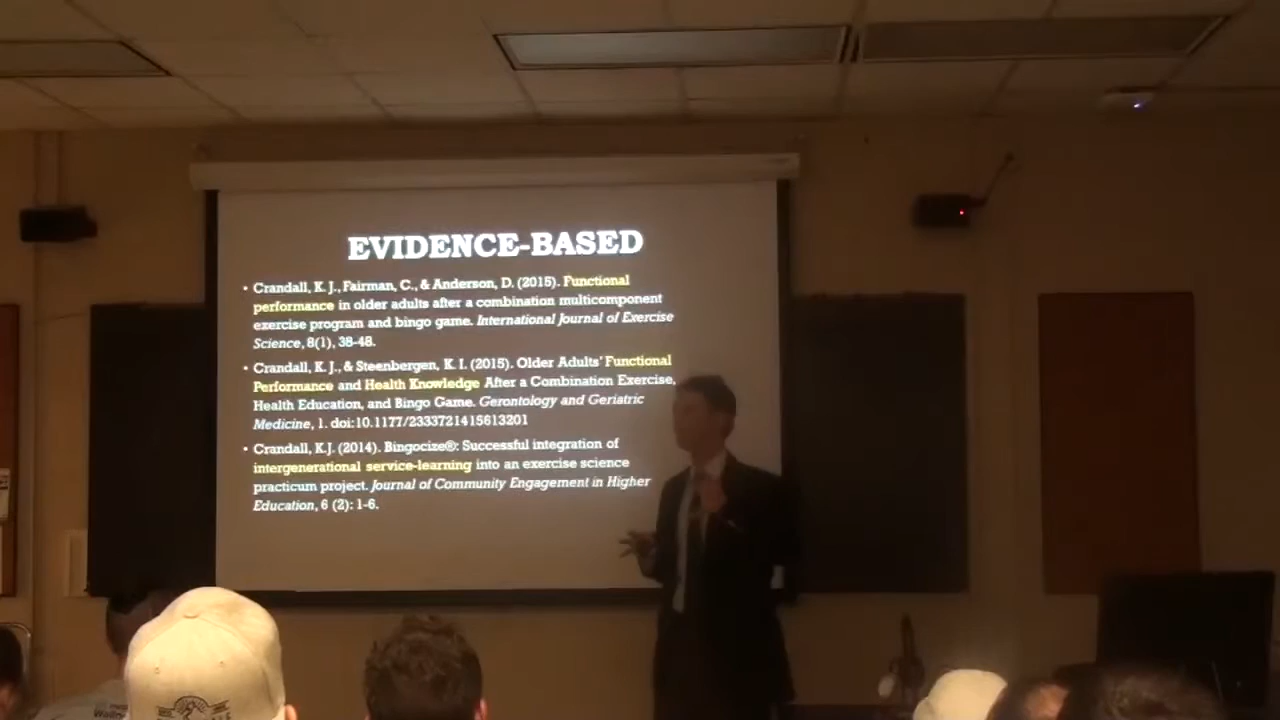 EVIDENCE-BASED
• Crandall, K. J., Fairman, C., & Anderson, D. (2015). Functional
performance in older adults after a combination multicomponent
exercise program and bingo game. International Journal of Exercise
Science, 8(1), 38-48.
• Crandall, K. J., & Steenbergen, K. I. (2015). Older Adults' Functional
Performance and Health Knowledge After a Combination Exercise,
Health Education, and Bingo Game. Gerontology and Geriatric
Medicine, 1. doi:10.1177/2333721415613201
• Crandall, K.J. (2014). Bingocize®: Successful integration of
intergenerational service-learning into an exercise science
practicum project. Journal of Community Engagement in Higher
Education, 6 (2): 1-6.